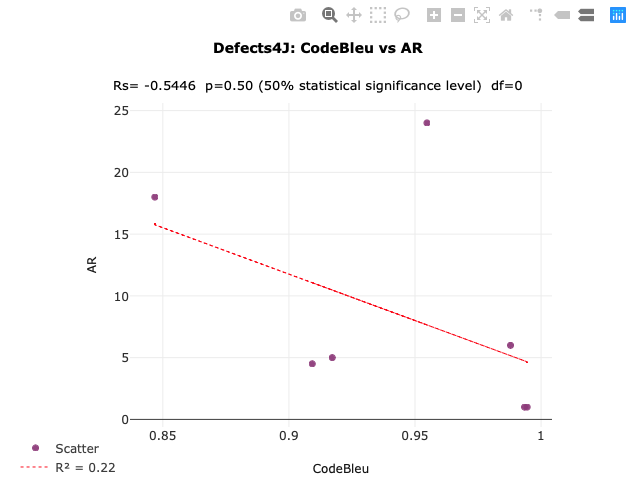 Defects4J: CodeBleu vs AR
Rs= -0.5446  p=0.50 (50% statistical significance level)  df=0
25
20
15
10
5
0
AR
0.85
0.9
0.95
1
CodeBleu
Scatter
R² = 0.22